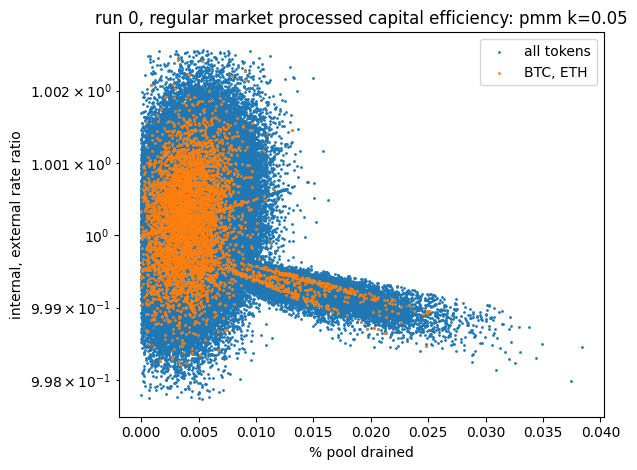 run 0, regular market processed capital efficiency: pmm k=0.05
all tokens
BTC, ETH
1.002 × 10⁰
1.001 × 10⁰
10⁰
9.99 × 10⁻¹
9.98 × 10⁻¹
internal, external rate ratio
0.000 0.005 0.010 0.015 0.020 0.025 0.030 0.035 0.040
% pool drained